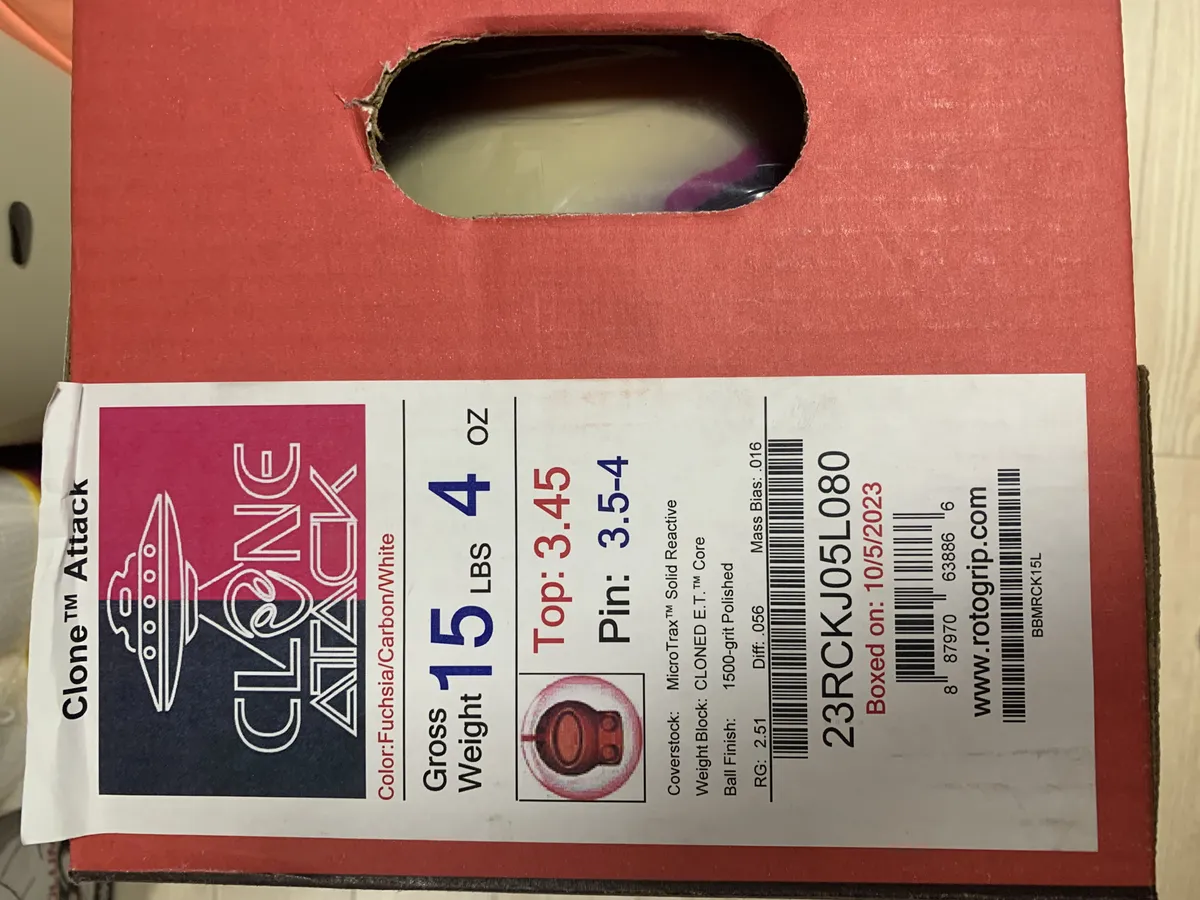 Clone™ Attack
CLONE
ATTACK
Color:Fuchsia/Carbon/White
Gross Weight 15 LBS 4 OZ
Top: 3.45
Pin: 3.5-4
Coverstock: MicroTrax™ Solid Reactive
Weight Block: CLONED E.T.™ Core
Ball Finish: 1500-grit Polished
RG: 2.51 Diff: .056 Mass Bias: .016
23RCKJ05L080
Boxed on: 10/5/2023
8 87970 63886 6
www.rotogrip.com
BBMRCK15L